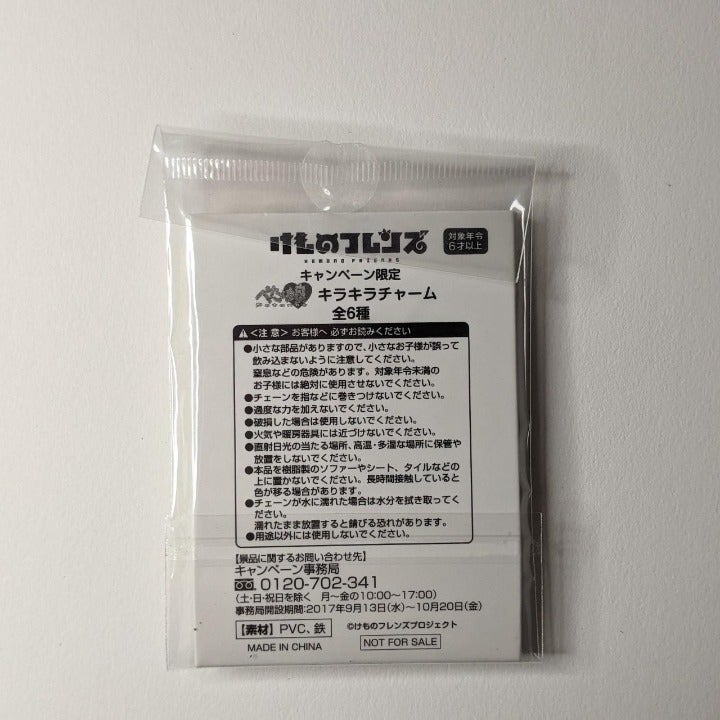 けものフレンズ
KEMONO FRIENDS
対象年令
6才以上
キャンペーン限定
キラキラチャーム
全6種
<注 意> お客様へ 必ずお読みください
●小さな部品がありますので、小さなお子様が誤って
飲み込まないように注意してください。
窒息などの危険があります。対象年令未満の
お子様には絶対に使用させないでください。
●チェーンを指などに巻きつけないでください。
●過度な力を加えないでください。
●破損した場合は使用しないでください。
●火気や暖房器具には近づけないでください。
●直射日光の当たる場所、高温・多湿な場所に保管や
放置をしないでください。
●本品を樹脂製のソファーやシート、タイルなどの
上に置かないでください。長時間接触していると
色が移る場合があります。
●チェーンが水に濡れた場合は水分を拭き取ってく
ださい。
濡れたまま放置すると錆びる恐れがあります。
●用途以外には使用しないでください。
【景品に関するお問い合わせ先】
キャンペーン事務局
0120-702-341
(土・日・祝日を除く 月~金の10:00~17:00)
事務局開設期間:2017年9月13日(水)~10月20日(金)
【素材】PVC、鉄
©けものフレンズプロジェクト
MADE IN CHINA
NOT FOR SALE